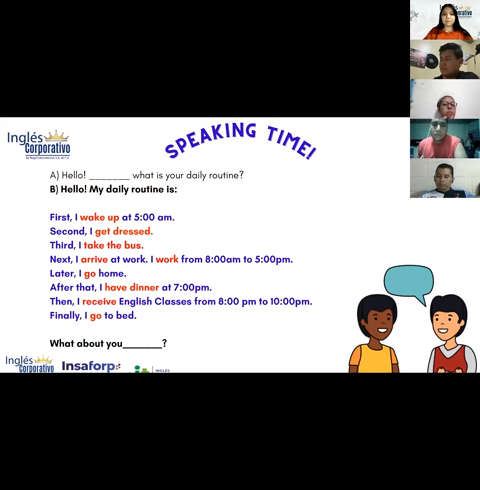 Inglés
Corporativo
SPEAKING TIME!
A) Hello! _______ what is your daily routine?
B) Hello! My daily routine is:
First, I wake up at 5:00 am.
Second, I get dressed.
Third, I take the bus.
Next, I arrive at work. I work from 8:00am to 5:00pm.
Later, I go home.
After that, I have dinner at 7:00pm.
Then, I receive English Classes from 8:00 pm to 10:00pm.
Finally, I go to bed.
What about you_______?
Inglés
Corporativo
Insaforp